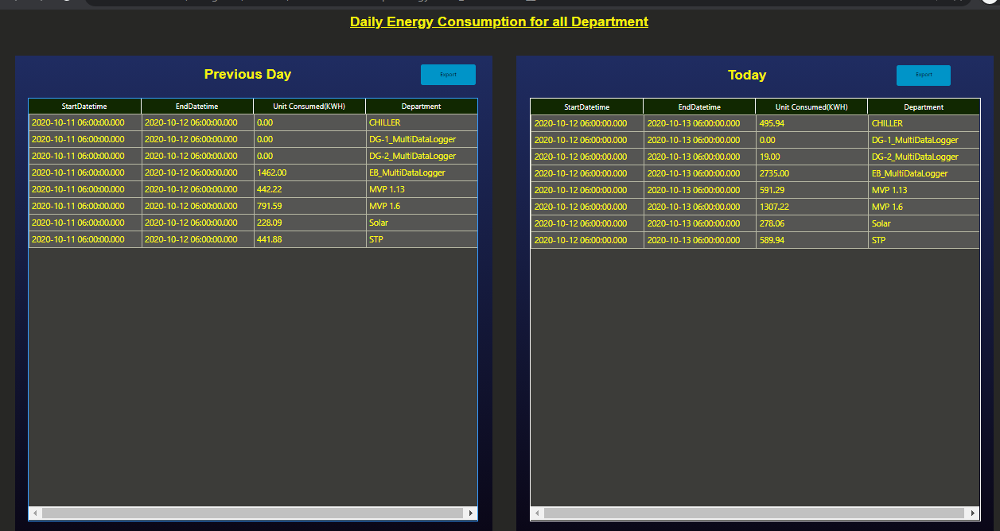 Daily Energy Consumption for all Department
Previous Day
Export
StartDatetime EndDatetime Unit Consumed(KWH) Department
2020-10-11 06:00:00.000 2020-10-12 06:00:00.000 0.00 CHILLER
2020-10-11 06:00:00.000 2020-10-12 06:00:00.000 0.00 DG-1_MultiDataLogger
2020-10-11 06:00:00.000 2020-10-12 06:00:00.000 0.00 DG-2_MultiDataLogger
2020-10-11 06:00:00.000 2020-10-12 06:00:00.000 1462.00 EB_MultiDataLogger
2020-10-11 06:00:00.000 2020-10-12 06:00:00.000 442.22 MVP 1.13
2020-10-11 06:00:00.000 2020-10-12 06:00:00.000 791.59 MVP 1.6
2020-10-11 06:00:00.000 2020-10-12 06:00:00.000 228.09 Solar
2020-10-11 06:00:00.000 2020-10-12 06:00:00.000 441.88 STP
Today
Export
StartDatetime EndDatetime Unit Consumed(KWH) Department
2020-10-12 06:00:00.000 2020-10-13 06:00:00.000 495.94 CHILLER
2020-10-12 06:00:00.000 2020-10-13 06:00:00.000 0.00 DG-1_MultiDataLogger
2020-10-12 06:00:00.000 2020-10-13 06:00:00.000 19.00 DG-2_MultiDataLogger
2020-10-12 06:00:00.000 2020-10-13 06:00:00.000 2735.00 EB_MultiDataLogger
2020-10-12 06:00:00.000 2020-10-13 06:00:00.000 591.29 MVP 1.13
2020-10-12 06:00:00.000 2020-10-13 06:00:00.000 1307.22 MVP 1.6
2020-10-12 06:00:00.000 2020-10-13 06:00:00.000 278.06 Solar
2020-10-12 06:00:00.000 2020-10-13 06:00:00.000 589.94 STP